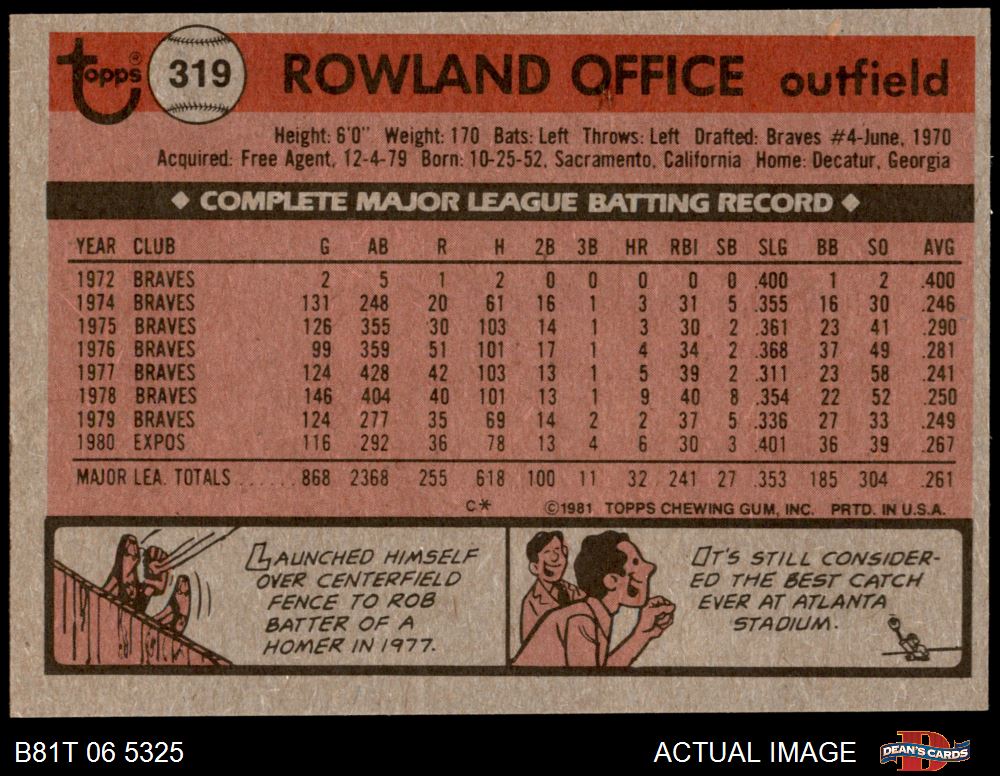 topps® 319 ROWLAND OFFICE outfield
Height: 6'0" Weight: 170 Bats: Left Throws: Left Drafted: Braves #4-June, 1970
Acquired: Free Agent, 12-4-79 Born: 10-25-52, Sacramento, California Home: Decatur, Georgia
◆ COMPLETE MAJOR LEAGUE BATTING RECORD ◆
YEAR CLUB G AB R H 2B 3B HR RBI SB SLG BB SO AVG
1972 BRAVES 2 5 1 2 0 0 0 0 0 .400 1 2 .400
1974 BRAVES 131 248 20 61 16 1 3 31 5 .355 16 30 .246
1975 BRAVES 126 355 30 103 14 1 3 30 2 .361 23 41 .290
1976 BRAVES 99 359 51 101 17 1 4 34 2 .368 37 49 .281
1977 BRAVES 124 428 42 103 13 1 5 39 2 .311 23 58 .241
1978 BRAVES 146 404 40 101 13 1 9 40 8 .354 22 52 .250
1979 BRAVES 124 277 35 69 14 2 2 37 5 .336 27 33 .249
1980 EXPOS 116 292 36 78 13 4 6 30 3 .401 36 39 .267
MAJOR LEA. TOTALS ...... 868 2368 255 618 100 11 32 241 27 .353 185 304 .261
C* ©1981 TOPPS CHEWING GUM, INC. PRTD. IN U.S.A.
LAUNCHED HIMSELF
OVER CENTERFIELD
FENCE TO ROB
BATTER OF A
HOMER IN 1977.
IT'S STILL CONSIDER-
ED THE BEST CATCH
EVER AT ATLANTA
STADIUM.
B81T 06 5325 ACTUAL IMAGE DEAN'S CARDS